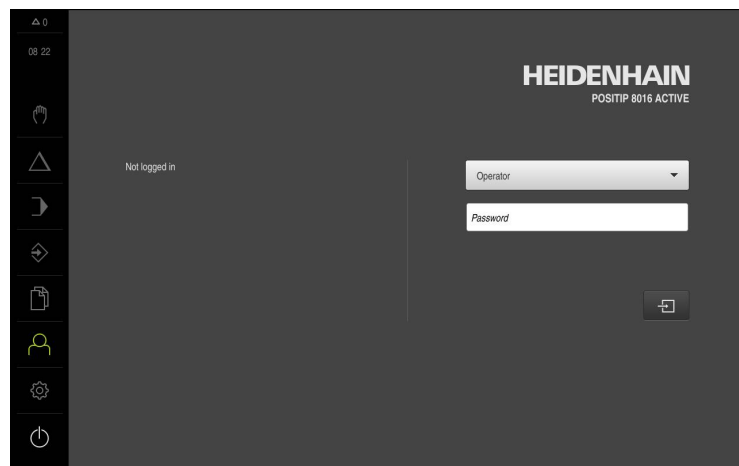 0
08 22
HEIDENHAIN
POSITIP 8016 ACTIVE
Not logged in
Operator
Password